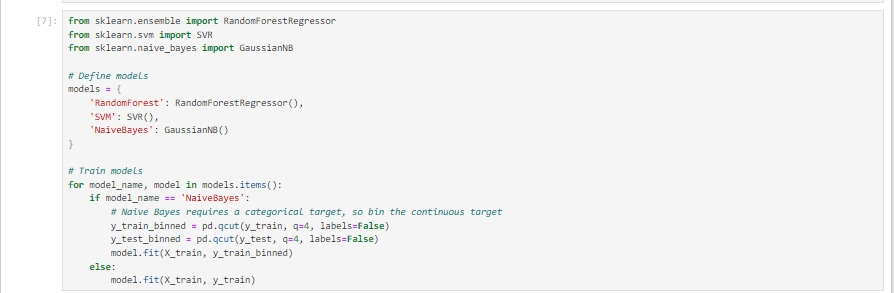 [7]: from sklearn.ensemble import RandomForestRegressor
from sklearn.svm import SVR
from sklearn.naive_bayes import GaussianNB
# Define models
models = {
'RandomForest': RandomForestRegressor(),
'SVM': SVR(),
'NaiveBayes': GaussianNB()
}
# Train models
for model_name, model in models.items():
if model_name == 'NaiveBayes':
# Naive Bayes requires a categorical target, so bin the continuous target
y_train_binned = pd.qcut(y_train, q=4, labels=False)
y_test_binned = pd.qcut(y_test, q=4, labels=False)
model.fit(X_train, y_train_binned)
else:
model.fit(X_train, y_train)